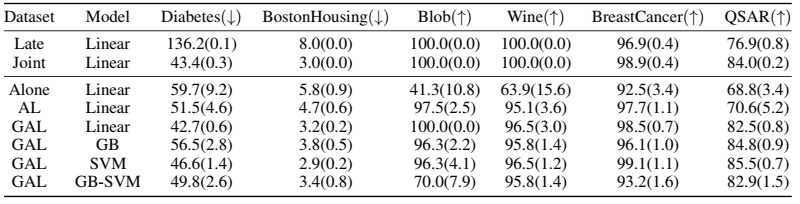 Dataset Model Diabetes(↓) BostonHousing(↓) Blob(↑) Wine(↑) BreastCancer(↑) QSAR(↑)
Late Linear 136.2(0.1) 8.0(0.0) 100.0(0.0) 100.0(0.0) 96.9(0.4) 76.9(0.8)
Joint Linear 43.4(0.3) 3.0(0.0) 100.0(0.0) 100.0(0.0) 98.9(0.4) 84.0(0.2)
Alone Linear 59.7(9.2) 5.8(0.9) 41.3(10.8) 63.9(15.6) 92.5(3.4) 68.8(3.4)
AL Linear 51.5(4.6) 4.7(0.6) 97.5(2.5) 95.1(3.6) 97.7(1.1) 70.6(5.2)
GAL Linear 42.7(0.6) 3.2(0.2) 100.0(0.0) 96.5(3.0) 98.5(0.7) 82.5(0.8)
GAL GB 56.5(2.8) 3.8(0.5) 96.3(2.2) 95.8(1.4) 96.1(1.0) 84.8(0.9)
GAL SVM 46.6(1.4) 2.9(0.2) 96.3(4.1) 96.5(1.2) 99.1(1.1) 85.5(0.7)
GAL GB-SVM 49.8(2.6) 3.4(0.8) 70.0(7.9) 95.8(1.4) 93.2(1.6) 82.9(1.5)